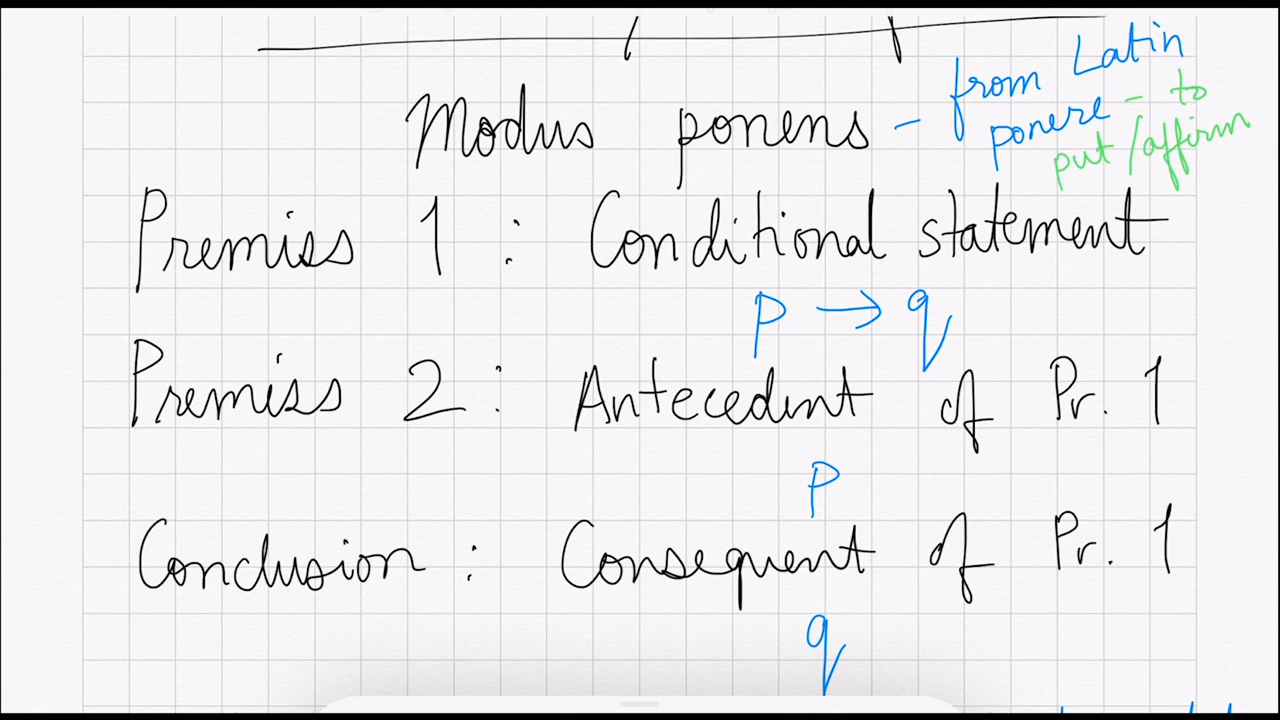 Modus ponens - from Latin
ponere - to
put/affirm
Premiss 1 : Conditional statement
p → q
Premiss 2 : Antecedent of Pr. 1
p
Conclusion : Consequent of Pr. 1
q